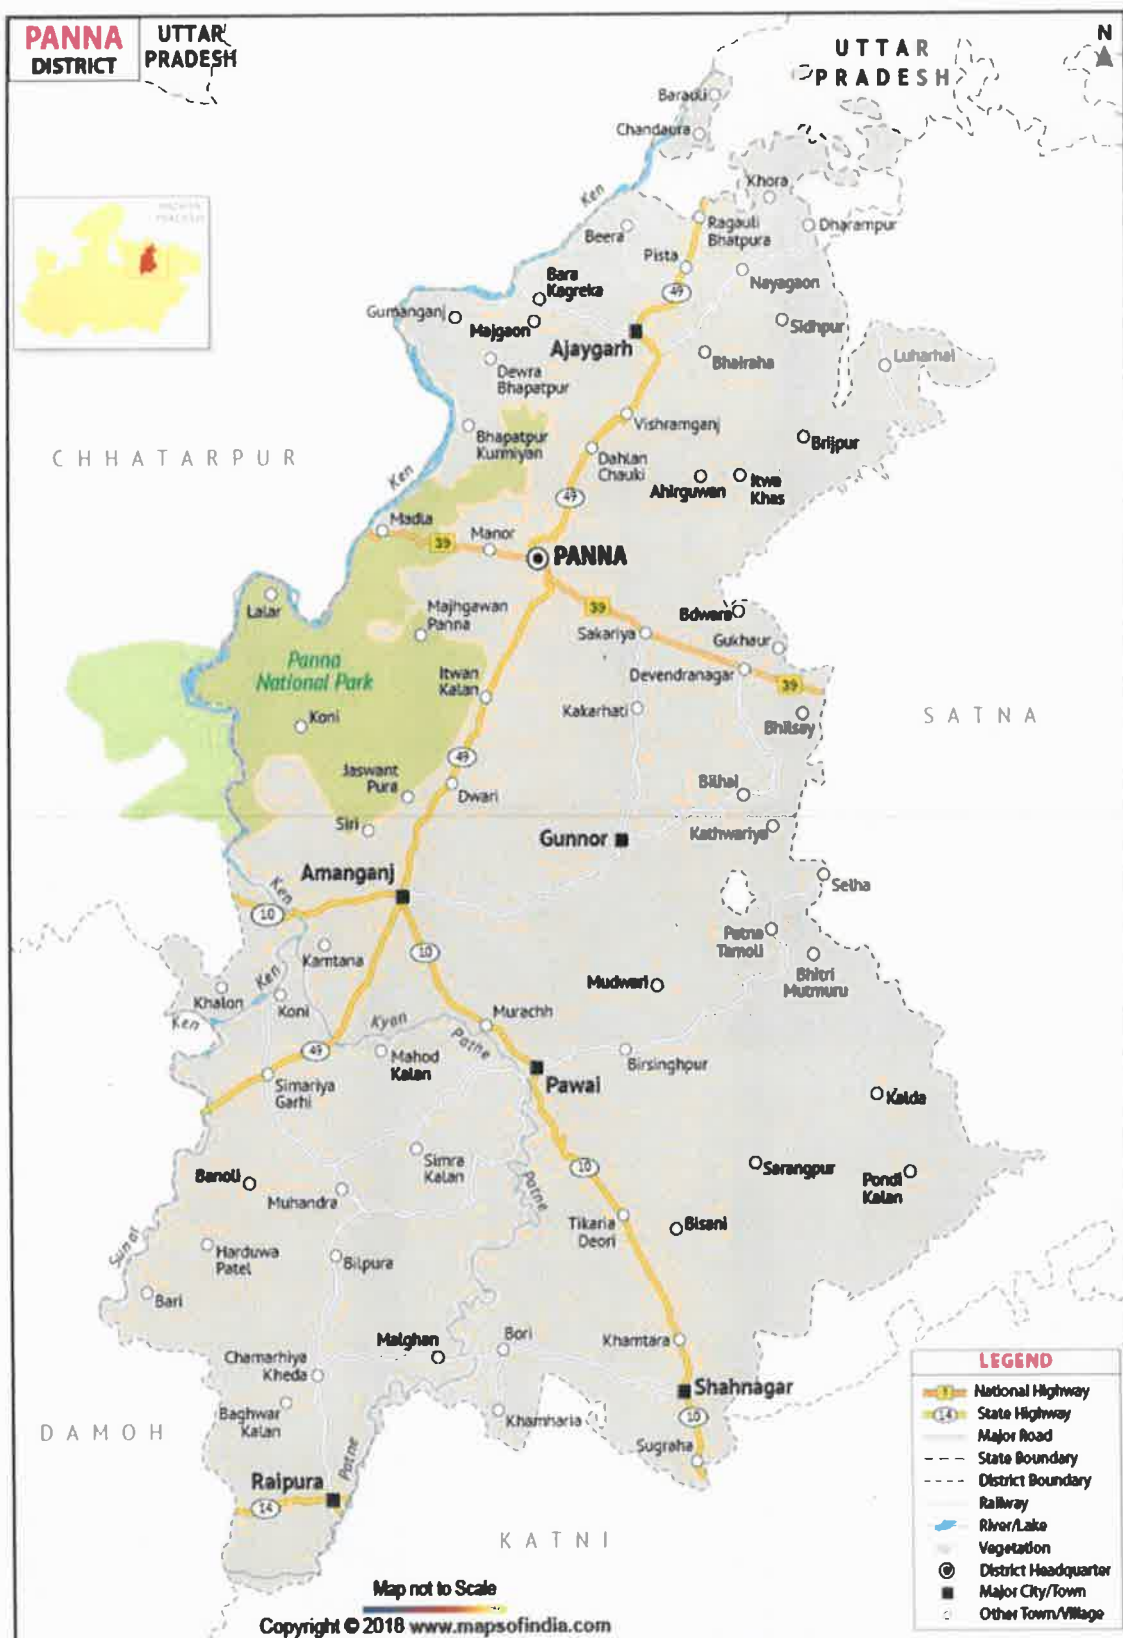 PANNA
DISTRICT
UTTAR
PRADESH
UTTAR
PRADESH
N
MADHYA
PRADESH
Baradli
Chandaura
Ken
Khora
Beera
Ragauli
Bhatpura
Dharampur
Pista
Nayagaon
Bara
Kagreka
49
Gumanganj
Majgaon
Ajaygarh
Sidhpur
Bhairaha
Luharhai
Dewra
Bhapatpur
Vishramganj
Bhapatpur
Kurmiyan
Brijpur
CHHATARPUR
Dahlan
Chauki
Ken
Ahirguwan
Itwa
Khas
49
Madla
39
Manor
PANNA
Lalar
39
Majhgawan
Panna
Bdwara
Sakariya
Gukhaur
Panna
National Park
Itwan
Kalan
Devendranagar
39
Koni
Kakarhati
Bhilsay
SATNA
49
Jaswant
Pura
Dwari
Bilhai
Siri
Gunnor
Kathwariya
Amanganj
Selha
Ken
10
Kamtana
10
Patna
Tamoli
Bhitri
Mutmuru
Ken
Khalon
Koni
Mudwari
Ken
Kyan
Murachh
Patne
49
Mahod
Kalan
Birsinghpur
Simariya
Garhi
Pawai
Kalda
Simra
Kalan
10
Sarangpur
Banoli
Muhandra
Patne
Pondi
Kalan
Tikaria
Deori
Bisani
Sunar
Harduwa
Patel
Bilpura
Bari
Malghan
Bori
Khamtara
Chamarhiya
Kheda
Shahnagar
Baghwar
Kalan
Khamharia
10
Sugraha
DAMOH
Patne
Raipura
14
KATNI
LEGEND
National Highway
14 State Highway
Major Road
State Boundary
District Boundary
Railway
River/Lake
Vegetation
District Headquarter
Major City/Town
Other Town/Village
Map not to Scale
Copyright © 2018 www.mapsofindia.com